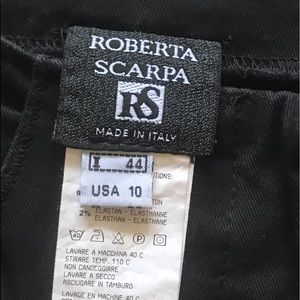 ROBERTA
SCARPA
RS
MADE IN ITALY
I 44
USA 10
2% ELASTAN - ELASTHANNE
ELASTAN - ELASTHANE
LAVARE A MACCHINA 40 C
STIRARE TEMP. 110 C
NON CANDEGGIARE
LAVARE A SECCO
ASCIUGARE IN TAMBURO
LAVAGE EN MACHINE 40 C